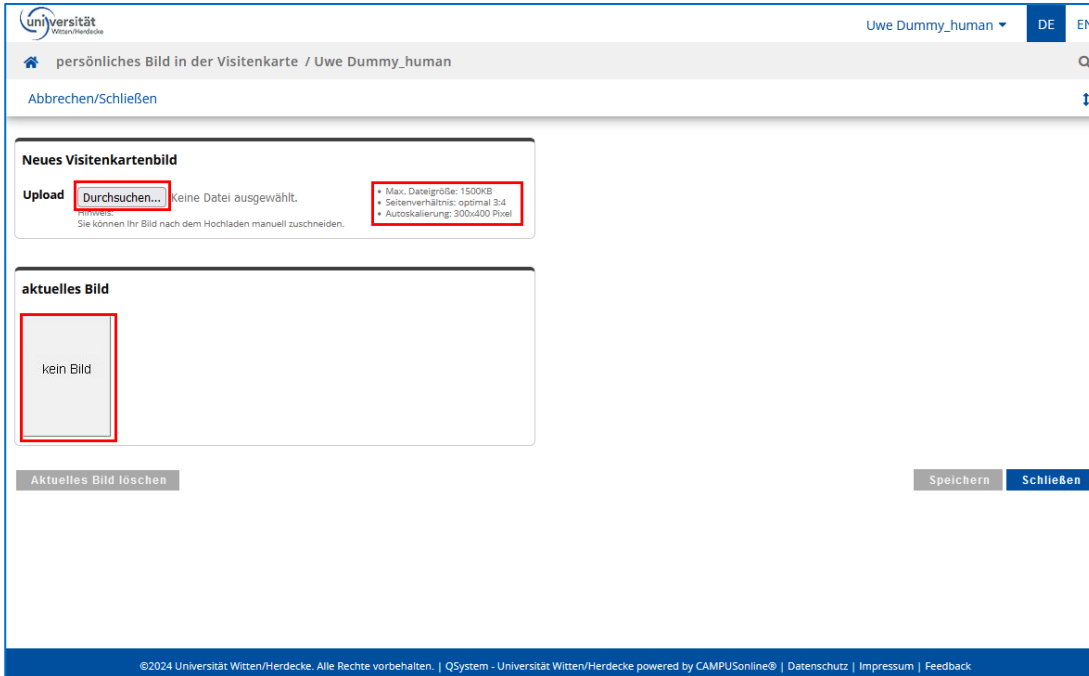 universität
Witten/Herdecke
Uwe Dummy_human
DE
EN
persönliches Bild in der Visitenkarte / Uwe Dummy_human
Abbrechen/Schließen
Neues Visitenkartenbild
Upload
Durchsuchen...
Keine Datei ausgewählt.
Hinweis:
Sie können Ihr Bild nach dem Hochladen manuell zuschneiden.
• Max. Dateigröße: 1500KB
• Seitenverhältnis: optimal 3:4
• Autoskalierung: 300x400 Pixel
aktuelles Bild
kein Bild
Aktuelles Bild löschen
Speichern
Schließen
©2024 Universität Witten/Herdecke. Alle Rechte vorbehalten. | QSystem - Universität Witten/Herdecke powered by CAMPUSonline® | Datenschutz | Impressum | Feedback